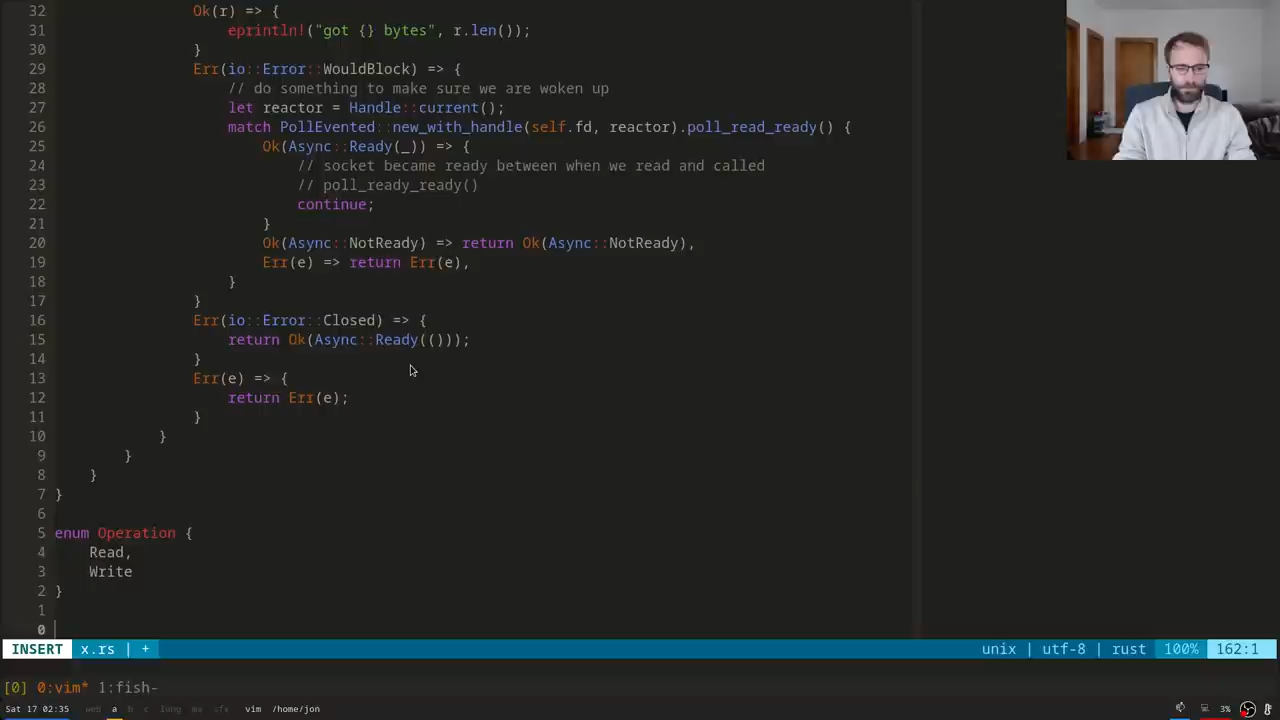 32                 Ok(r) => {
31                     eprintln!("got {} bytes", r.len());
30                 }
29                 Err(io::Error::WouldBlock) => {
28                     // do something to make sure we are woken up
27                     let reactor = Handle::current();
26                     match PollEvented::new_with_handle(self.fd, reactor).poll_read_ready() {
25                         Ok(Async::Ready(_)) => {
24                             // socket became ready between when we read and called
23                             // poll_ready_ready()
22                             continue;
21                         }
20                         Ok(Async::NotReady) => return Ok(Async::NotReady),
19                         Err(e) => return Err(e),
18                     }
17                 }
16                 Err(io::Error::Closed) => {
15                     return Ok(Async::Ready(()));
14                 }
13                 Err(e) => {
12                     return Err(e);
11                 }
10             }
9         }
8     }
7 }
6
5 enum Operation {
4     Read,
3     Write
2 }
1
0
INSERT x.rs | + unix | utf-8 | rust 100% 162:1
[0] 0:vim* 1:fish-
Sat 17 02:35 web a b c lung ma vim /home/jon 3%